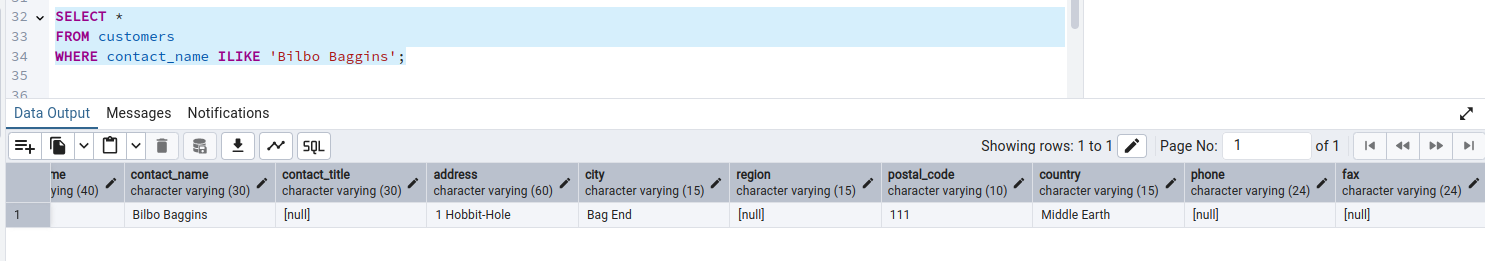 32 SELECT *
33 FROM customers
34 WHERE contact_name ILIKE 'Bilbo Baggins';
35
36
Data Output Messages Notifications
SQL Showing rows: 1 to 1 Page No: 1 of 1
me contact_name contact_title address city region postal_code country phone fax
ying (40) character varying (30) character varying (30) character varying (60) character varying (15) character varying (15) character varying (10) character varying (15) character varying (24) character varying (24)
1 Bilbo Baggins [null] 1 Hobbit-Hole Bag End [null] 111 Middle Earth [null] [null]